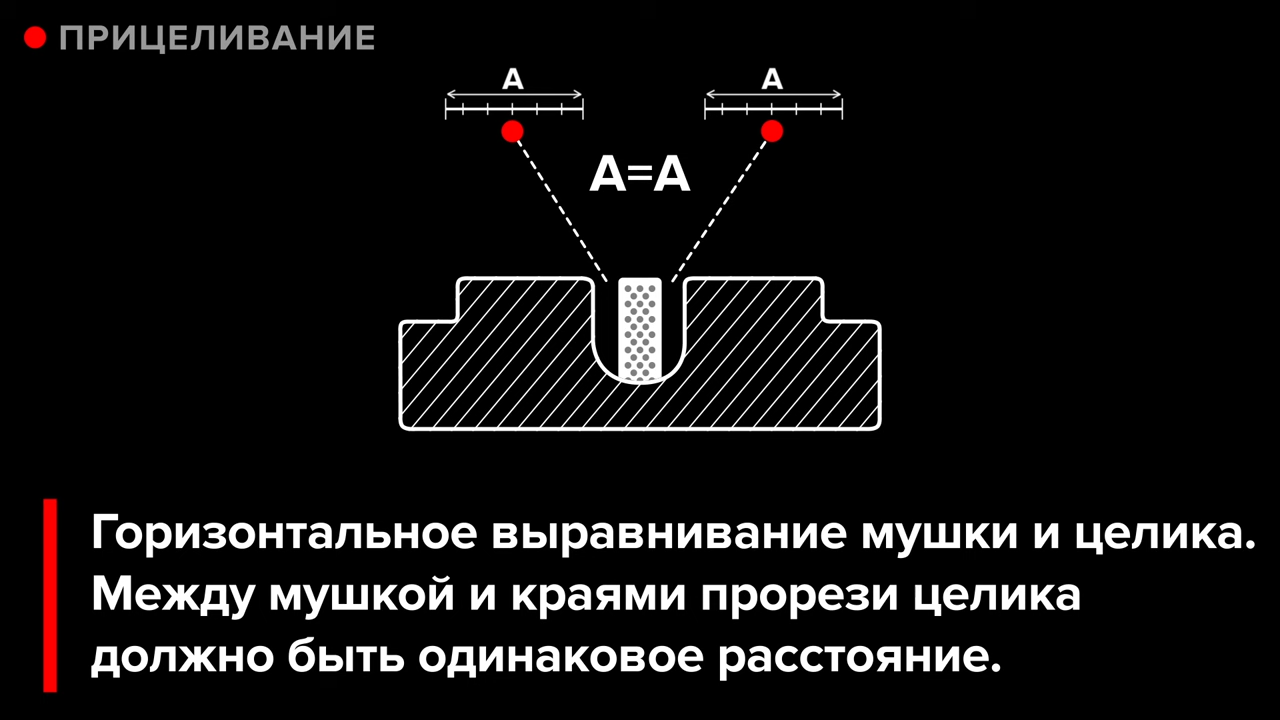 ПРИЦЕЛИВАНИЕ
А А
А=А
Горизонтальное выравнивание мушки и целика.
Между мушкой и краями прорези целика
должно быть одинаковое расстояние.